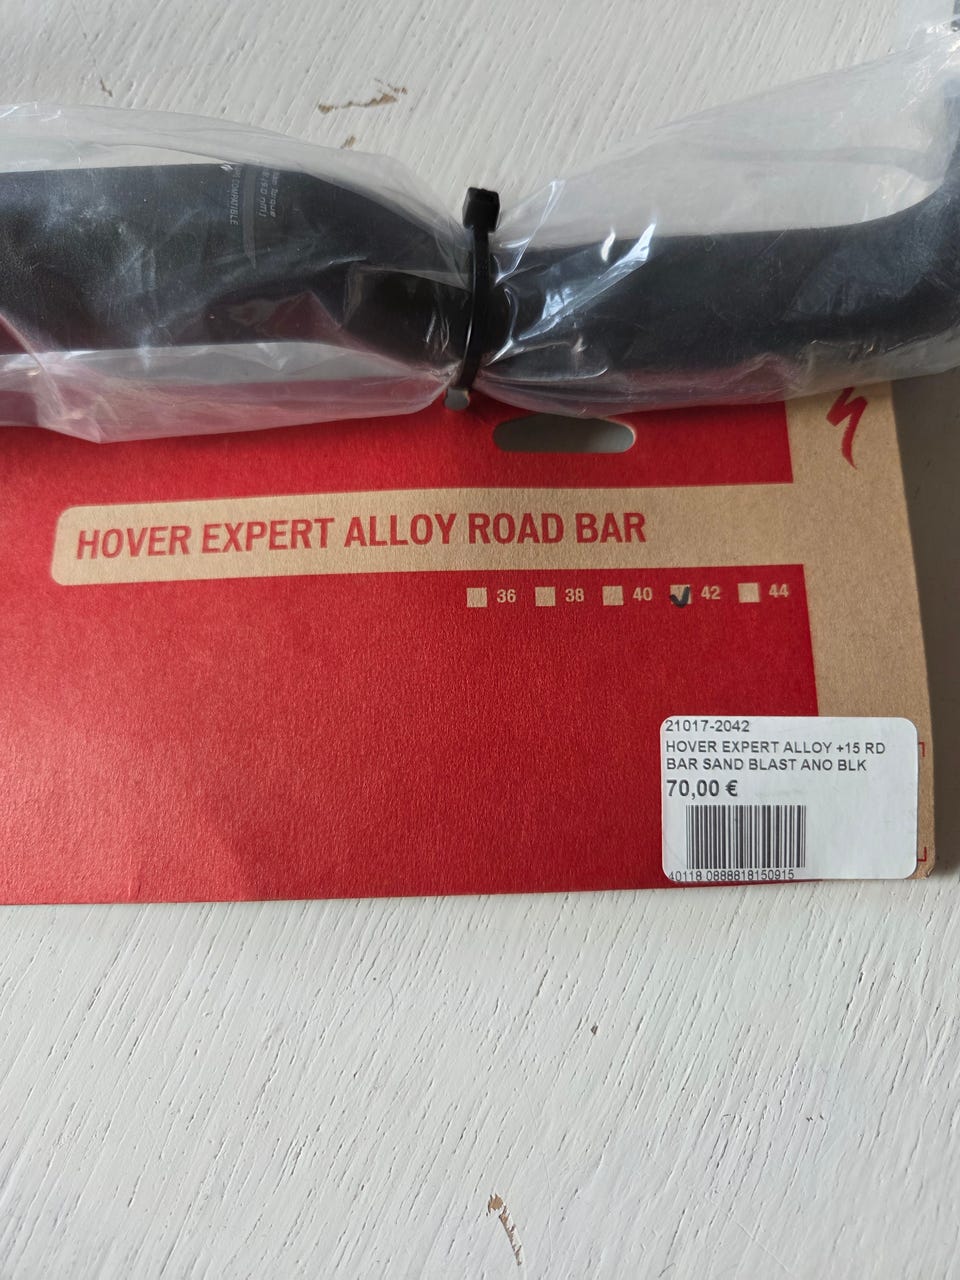 COMPATIBLE
HOVER EXPERT ALLOY ROAD BAR
36 38 40 42 44
21017-2042
HOVER EXPERT ALLOY +15 RD
BAR SAND BLAST ANO BLK
70,00 €
40118 0888818150915